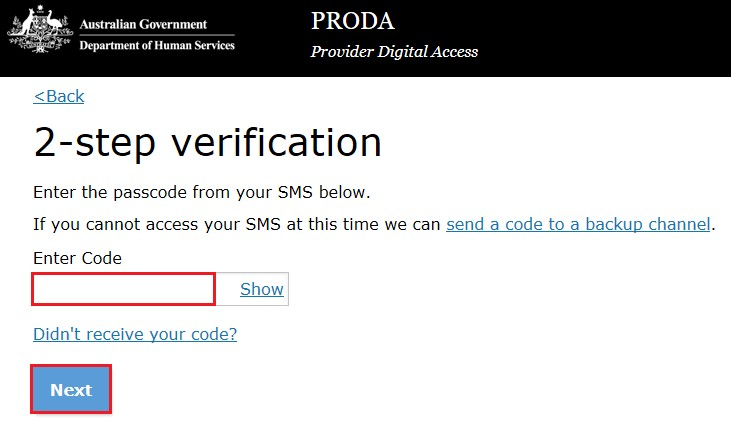 Australian Government
Department of Human Services
PRODA
Provider Digital Access
<Back
2-step verification
Enter the passcode from your SMS below.
If you cannot access your SMS at this time we can send a code to a backup channel.
Enter Code
Show
Didn't receive your code?
Next